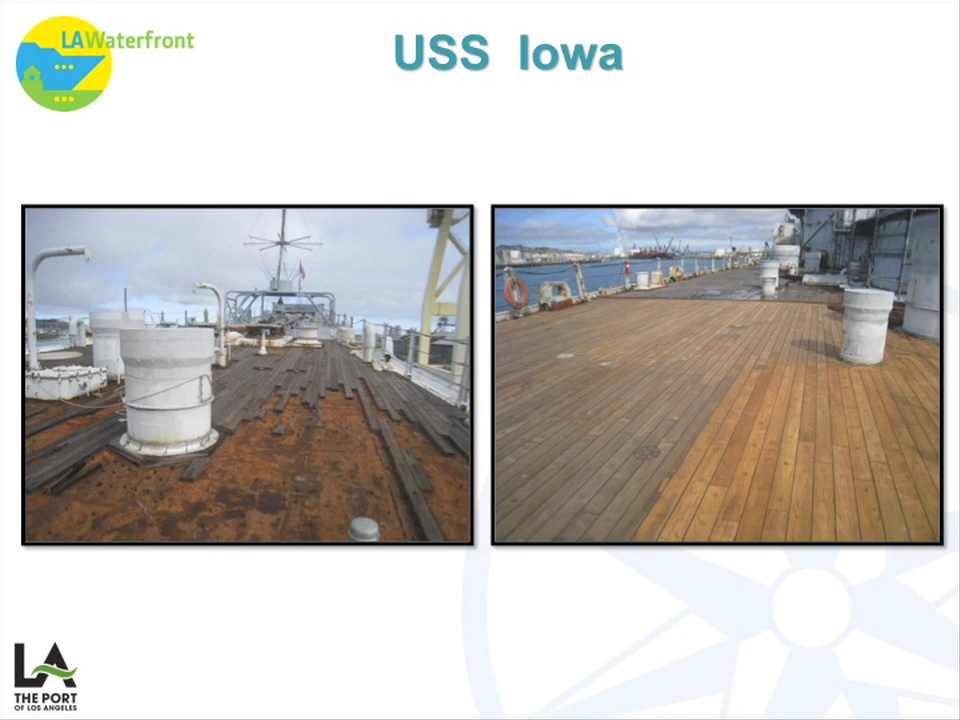 LAWaterfront
USS Iowa
LA
THE PORT
OF LOS ANGELES